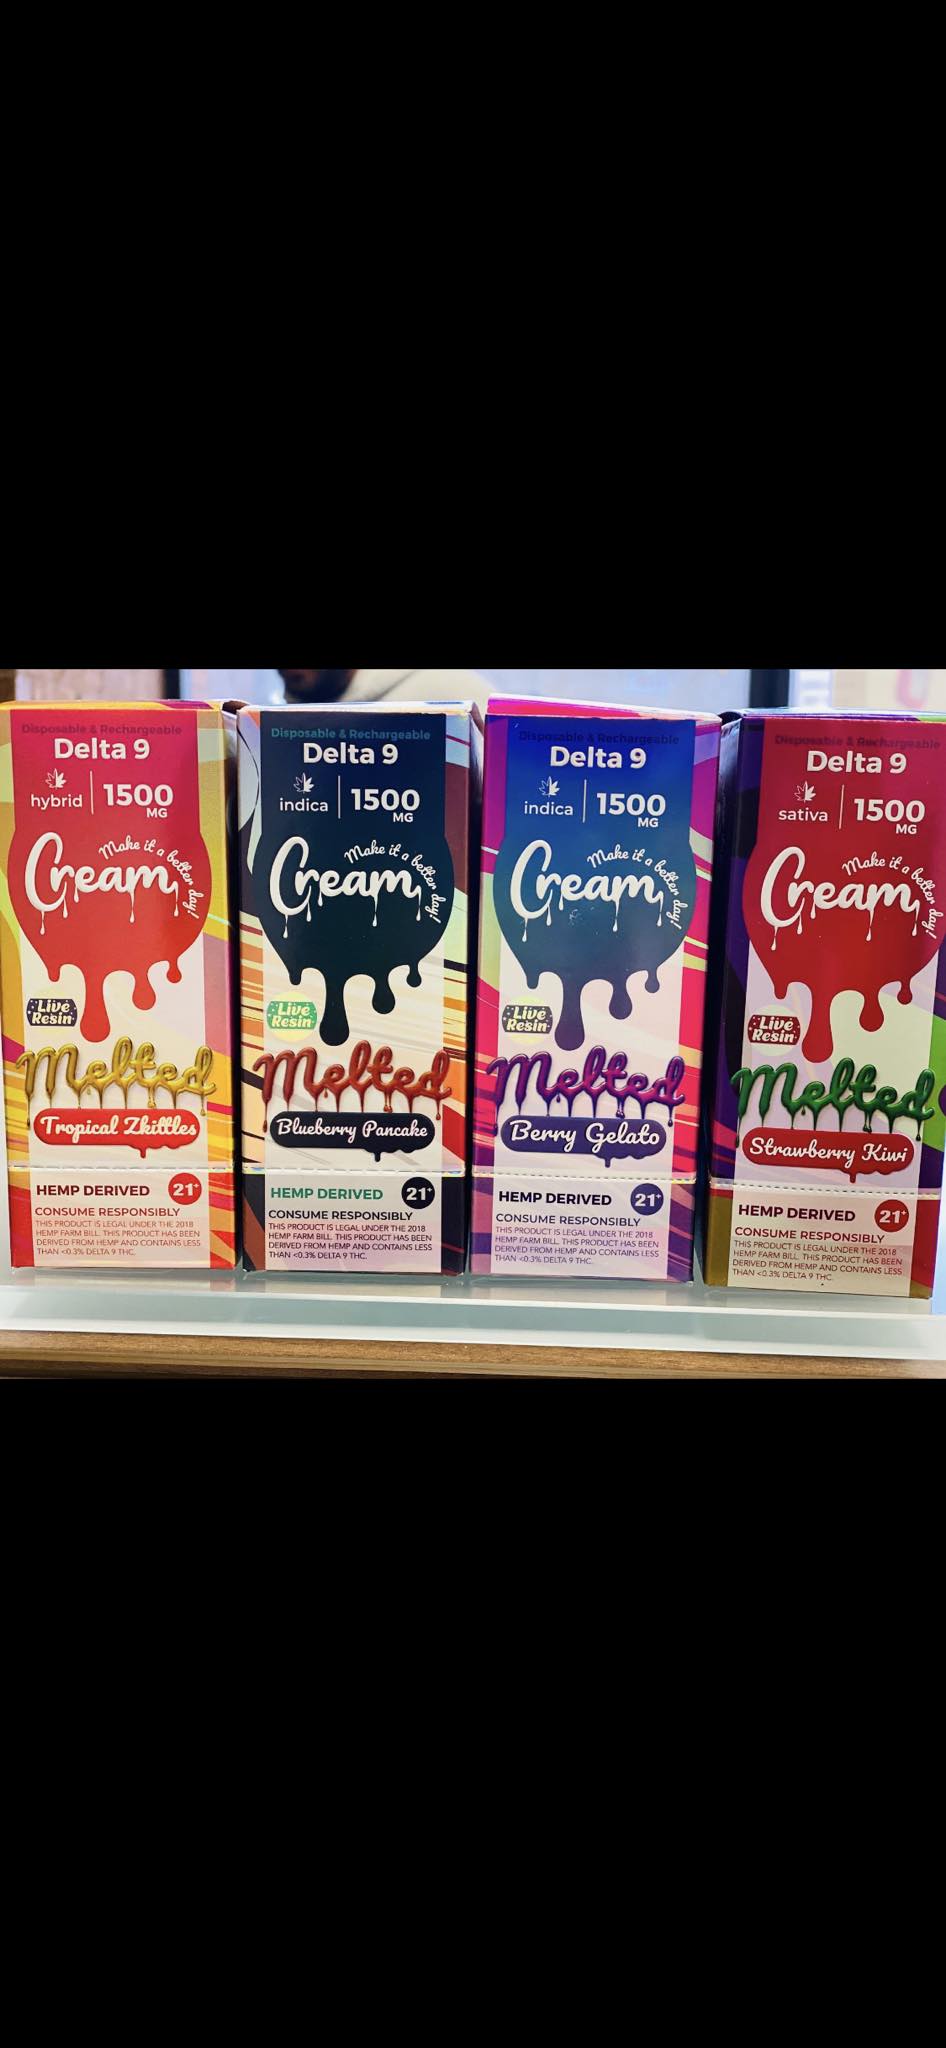 Disposable & Rechargeable
Delta 9
hybrid
1500
MG
Cream
Make it a better day!
Live
Resin
Melted
Tropical Zkittles
HEMP DERIVED
21+
CONSUME RESPONSIBLY
THIS PRODUCT IS LEGAL UNDER THE 2018
HEMP FARM BILL. THIS PRODUCT HAS BEEN
DERIVED FROM HEMP AND CONTAINS LESS
THAN <0.3% DELTA 9 THC.
Disposable & Rechargeable
Delta 9
indica
1500
MG
Cream
Make it a better day!
Live
Resin
Melted
Blueberry Pancake
HEMP DERIVED
21+
CONSUME RESPONSIBLY
THIS PRODUCT IS LEGAL UNDER THE 2018
HEMP FARM BILL. THIS PRODUCT HAS BEEN
DERIVED FROM HEMP AND CONTAINS LESS
THAN <0.3% DELTA 9 THC.
Disposable & Rechargeable
Delta 9
indica
1500
MG
Cream
Make it a better day!
Live
Resin
Melted
Berry Gelato
HEMP DERIVED
21+
CONSUME RESPONSIBLY
THIS PRODUCT IS LEGAL UNDER THE 2018
HEMP FARM BILL. THIS PRODUCT HAS BEEN
DERIVED FROM HEMP AND CONTAINS LESS
THAN <0.3% DELTA 9 THC.
Disposable & Rechargeable
Delta 9
sativa
1500
MG
Cream
Make it a better day!
Live
Resin
Melted
Strawberry Kiwi
HEMP DERIVED
21+
CONSUME RESPONSIBLY
THIS PRODUCT IS LEGAL UNDER THE 2018
HEMP FARM BILL. THIS PRODUCT HAS BEEN
DERIVED FROM HEMP AND CONTAINS LESS
THAN <0.3% DELTA 9 THC.